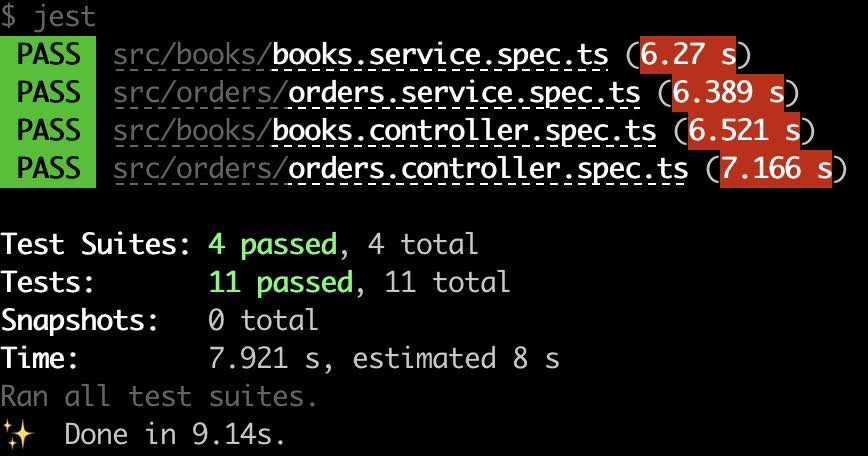 $ jest
PASS src/books/books.service.spec.ts (6.27 s)
PASS src/orders/orders.service.spec.ts (6.389 s)
PASS src/books/books.controller.spec.ts (6.521 s)
PASS src/orders/orders.controller.spec.ts (7.166 s)
Test Suites: 4 passed, 4 total
Tests: 11 passed, 11 total
Snapshots: 0 total
Time: 7.921 s, estimated 8 s
Ran all test suites.
✨ Done in 9.14s.